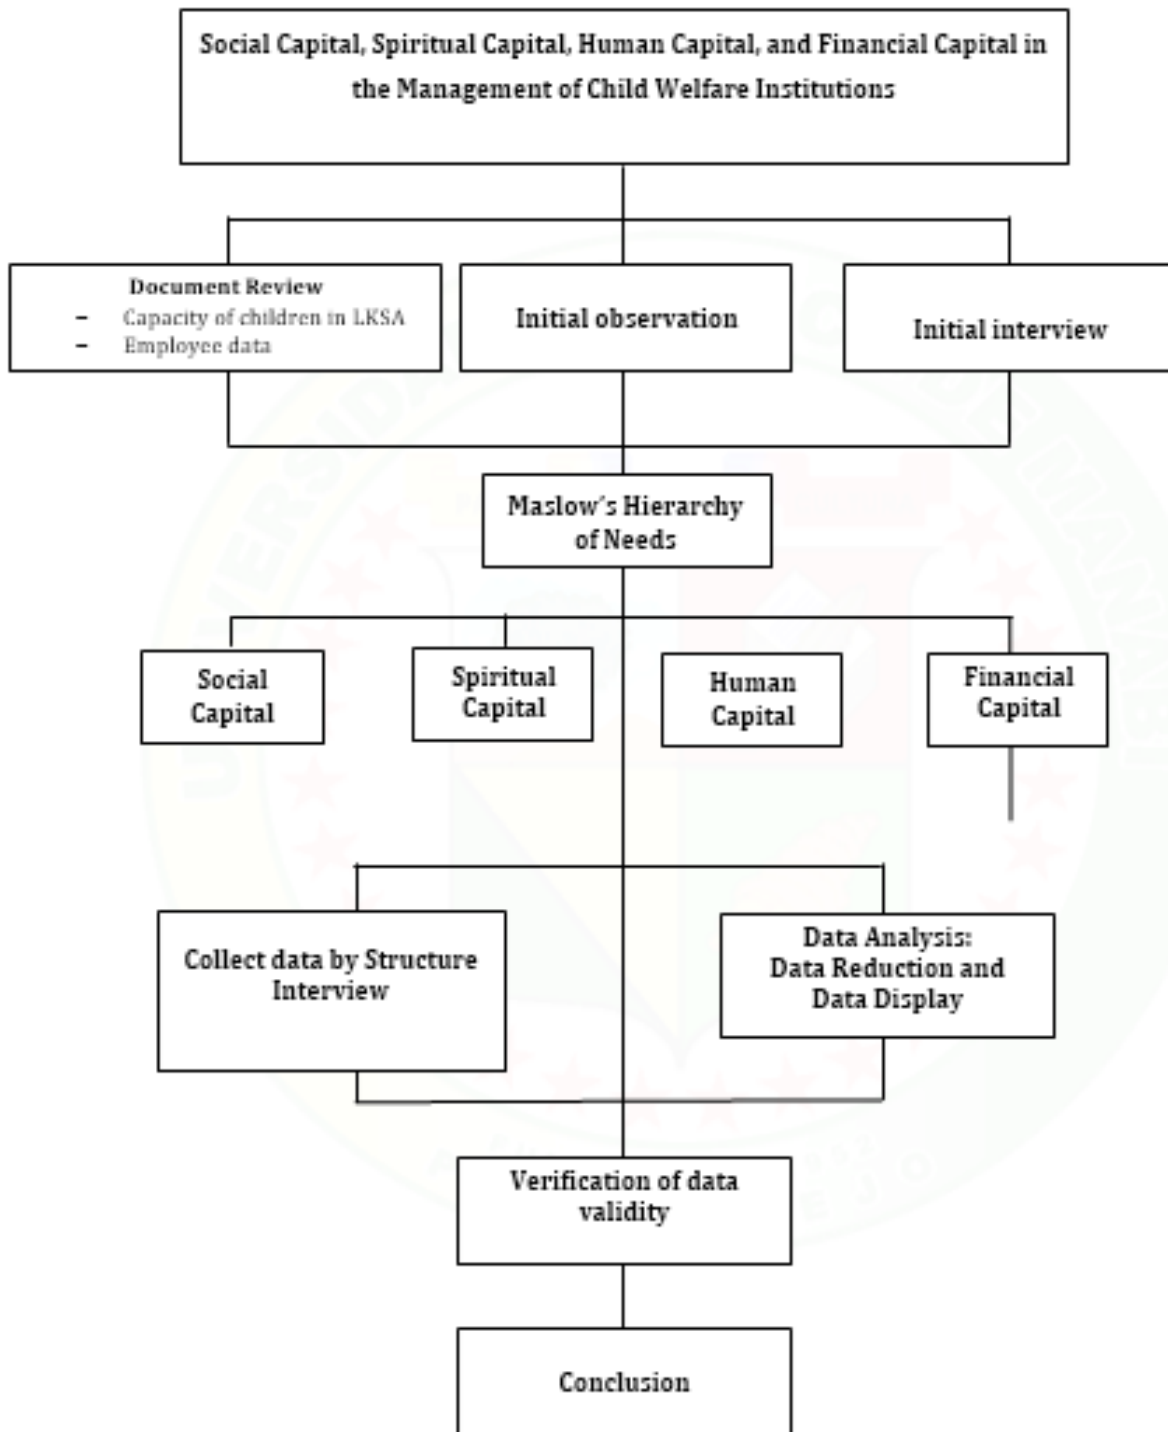 Social Capital, Spiritual Capital, Human Capital, and Financial Capital in
the Management of Child Welfare Institutions
Document Review
- Capacity of children in LKSA
- Employee data
Initial observation
Initial interview
Maslow's Hierarchy
of Needs
Social
Capital
Spiritual
Capital
Human
Capital
Financial
Capital
Collect data by Structure
Interview
Data Analysis:
Data Reduction and
Data Display
Verification of data
validity
Conclusion